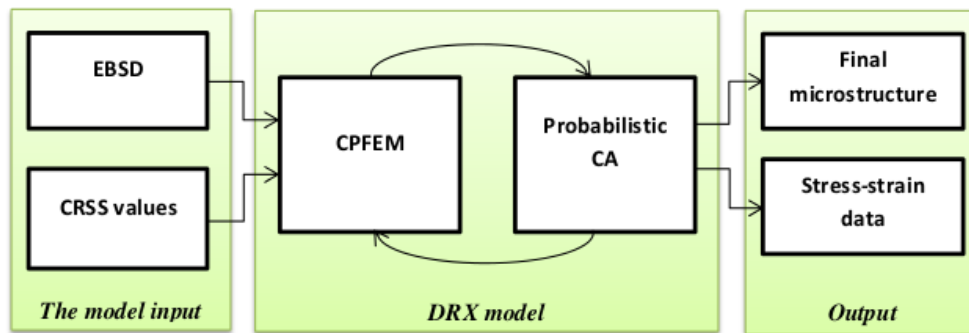 EBSD
CRSS values
The model input
CPFEM
Probabilistic
CA
DRX model
Final
microstructure
Stress-strain
data
Output